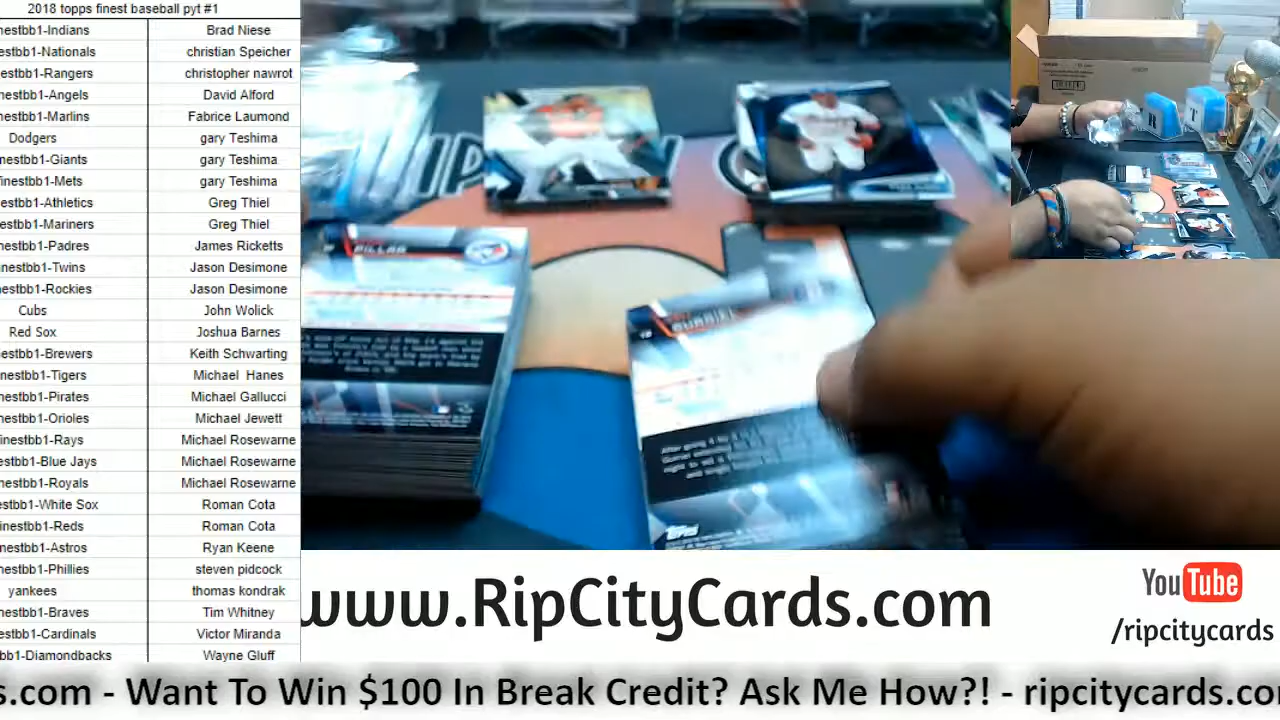 2018 topps finest baseball pyt #1
nestbb1-Indians Brad Niese
estbb1-Nationals christian Speicher
estbb1-Rangers christopher nawrot
nestbb1-Angels David Alford
nestbb1-Marlins Fabrice Laumond
Dodgers gary Teshima
nestbb1-Giants gary Teshima
finestbb1-Mets gary Teshima
estbb1-Athletics Greg Thiel
estbb1-Mariners Greg Thiel
nestbb1-Padres James Ricketts
inestbb1-Twins Jason Desimone
estbb1-Rockies Jason Desimone
Cubs John Wolick
Red Sox Joshua Barnes
estbb1-Brewers Keith Schwarting
nestbb1-Tigers Michael Hanes
nestbb1-Pirates Michael Gallucci
nestbb1-Orioles Michael Jewett
inestbb1-Rays Michael Rosewarne
estbb1-Blue Jays Michael Rosewarne
nestbb1-Royals Michael Rosewarne
stbb1-White Sox Roman Cota
inestbb1-Reds Roman Cota
nestbb1-Astros Ryan Keene
nestbb1-Phillies steven pidcock
yankees thomas kondrak
nestbb1-Braves Tim Whitney
estbb1-Cardinals Victor Miranda
bb1-Diamondbacks Wayne Gluff
PILLAR
GURRIEL
Topps
www.RipCityCards.com
YouTube
/ripcitycards
s.com - Want To Win $100 In Break Credit? Ask Me How?! - ripcitycards.co